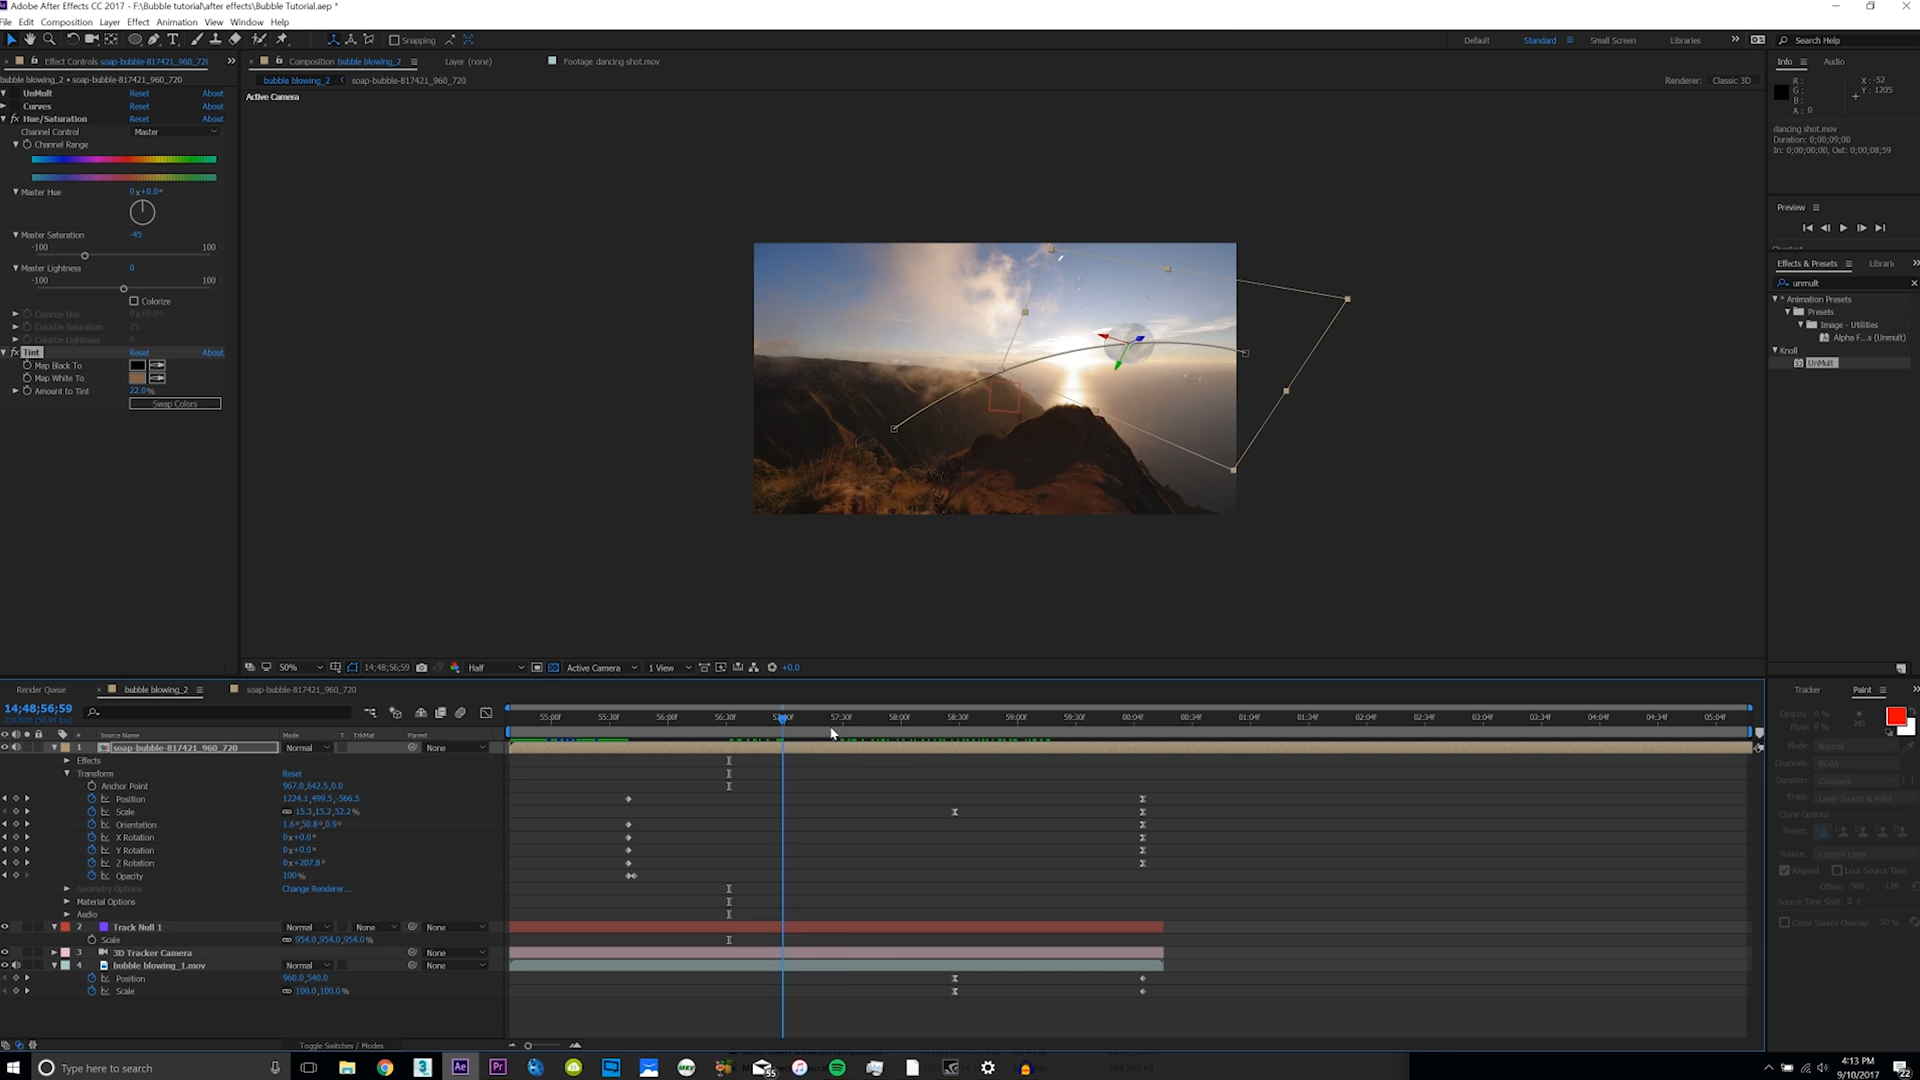 Adobe After Effects CC 2017 - F:\Bubble tutorial\after effects\Bubble Tutorial.aep *
File Edit Composition Layer Effect Animation View Window Help
Snapping
Default Standard Small Screen Libraries Search Help
Effect Controls soap-bubble-817421_960_720
Composition bubble blowing_2 Layer (none) Footage dancing shot.mov
Info Audio
bubble blowing_2 • soap-bubble-817421_960_720
bubble blowing_2 soap-bubble-817421_960_720 Renderer: Classic 3D
Active Camera
R: X: -52
G: Y: 1205
B:
A: 0
UnMult Reset About
Curves Reset About
Hue/Saturation Reset About
Channel Control Master
Channel Range
dancing shot.mov
Duration: 0;00;09;00
In: 0;00;00;00, Out: 0;00;08;59
Master Hue 0x+0.0°
Master Saturation -45
-100 100
Master Lightness 0
-100 100
Colorize
Colorize Hue 0x+0.0°
Colorize Saturation 25
Colorize Lightness 0
Tint Reset About
Map Black To
Map White To
Amount to Tint 22.0%
Swap Colors
Preview
Effects & Presets
unmult
* Animation Presets
Presets
Image - Utilities
Alpha F...s (Unmult)
Knoll
UnMult
50% 14;48;56;59 Half Active Camera 1 View +0.0
Render Queue bubble blowing_2 soap-bubble-817421_960_720
14;48;56;59
55:00f 55:30f 56:00f 56:30f 57:00f 57:30f 58:00f 58:30f 59:00f 59:30f 00:00f 00:30f 01:00f 01:30f 02:00f 02:34f 03:04f 03:34f 04:04f 04:34f 05:04f
# Source Name Mode T TrkMat Parent
1 soap-bubble-817421_960_720 Normal None
Effects
Transform Reset
Anchor Point 967.0,642.5,0.0
Position 1224.1,499.5,-566.5
Scale 15.3,15.2,52.2%
Orientation 1.6°,50.8°,0.9°
X Rotation 0x+0.0°
Y Rotation 0x+0.0°
Z Rotation 0x+207.8°
Opacity 100%
Geometry Options Change Renderer...
Material Options
Audio
2 Track Null 1 Normal None None
Scale 954.0,954.0,954.0%
3 3D Tracker Camera None
4 bubble blowing_1.mov Normal None
Position 960.0,540.0
Scale 100.0,100.0%
Toggle Switches / Modes
Tracker Paint
Opacity: 0 %
Flow: 0 %
Mode: Normal
Channels: RGBA
Duration: Constant
Erase: Layer Source & Paint
Clone Options
Preset:
Source: Current Layer
Aligned Lock Source Time
Offset: 560, -120
Source Time Shift: 0 f
Clone Source Overlay: 50 %
Type here to search
55
4:13 PM
9/10/2017
22